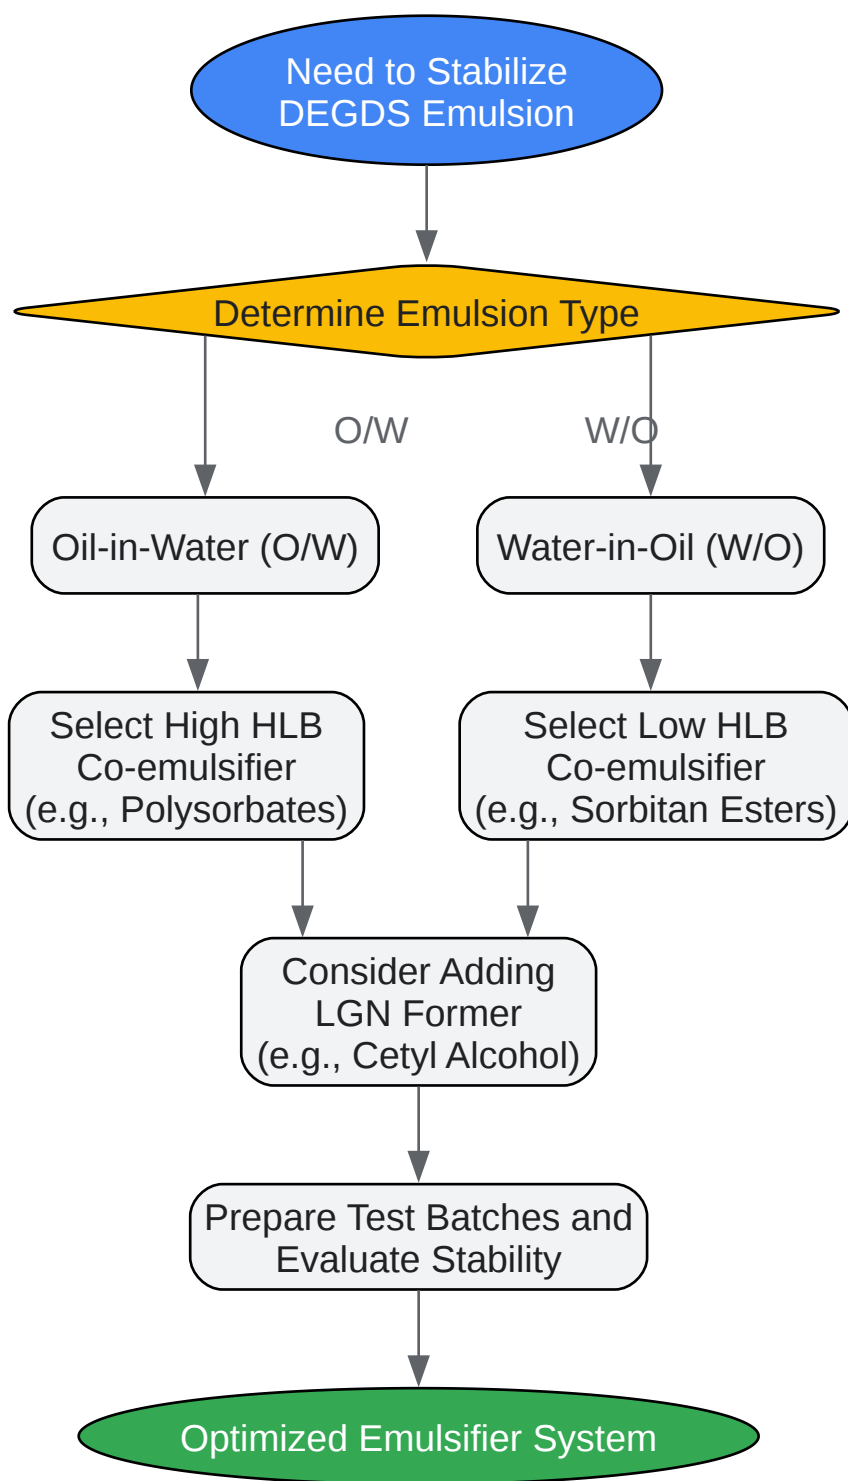 Need to Stabilize
DEGDS Emulsion
Determine Emulsion Type
O/W
W/O
Oil-in-Water (O/W)
Water-in-Oil (W/O)
Select High HLB
Co-emulsifier
(e.g., Polysorbates)
Select Low HLB
Co-emulsifier
(e.g., Sorbitan Esters)
Consider Adding
LGN Former
(e.g., Cetyl Alcohol)
Prepare Test Batches and
Evaluate Stability
Optimized Emulsifier System